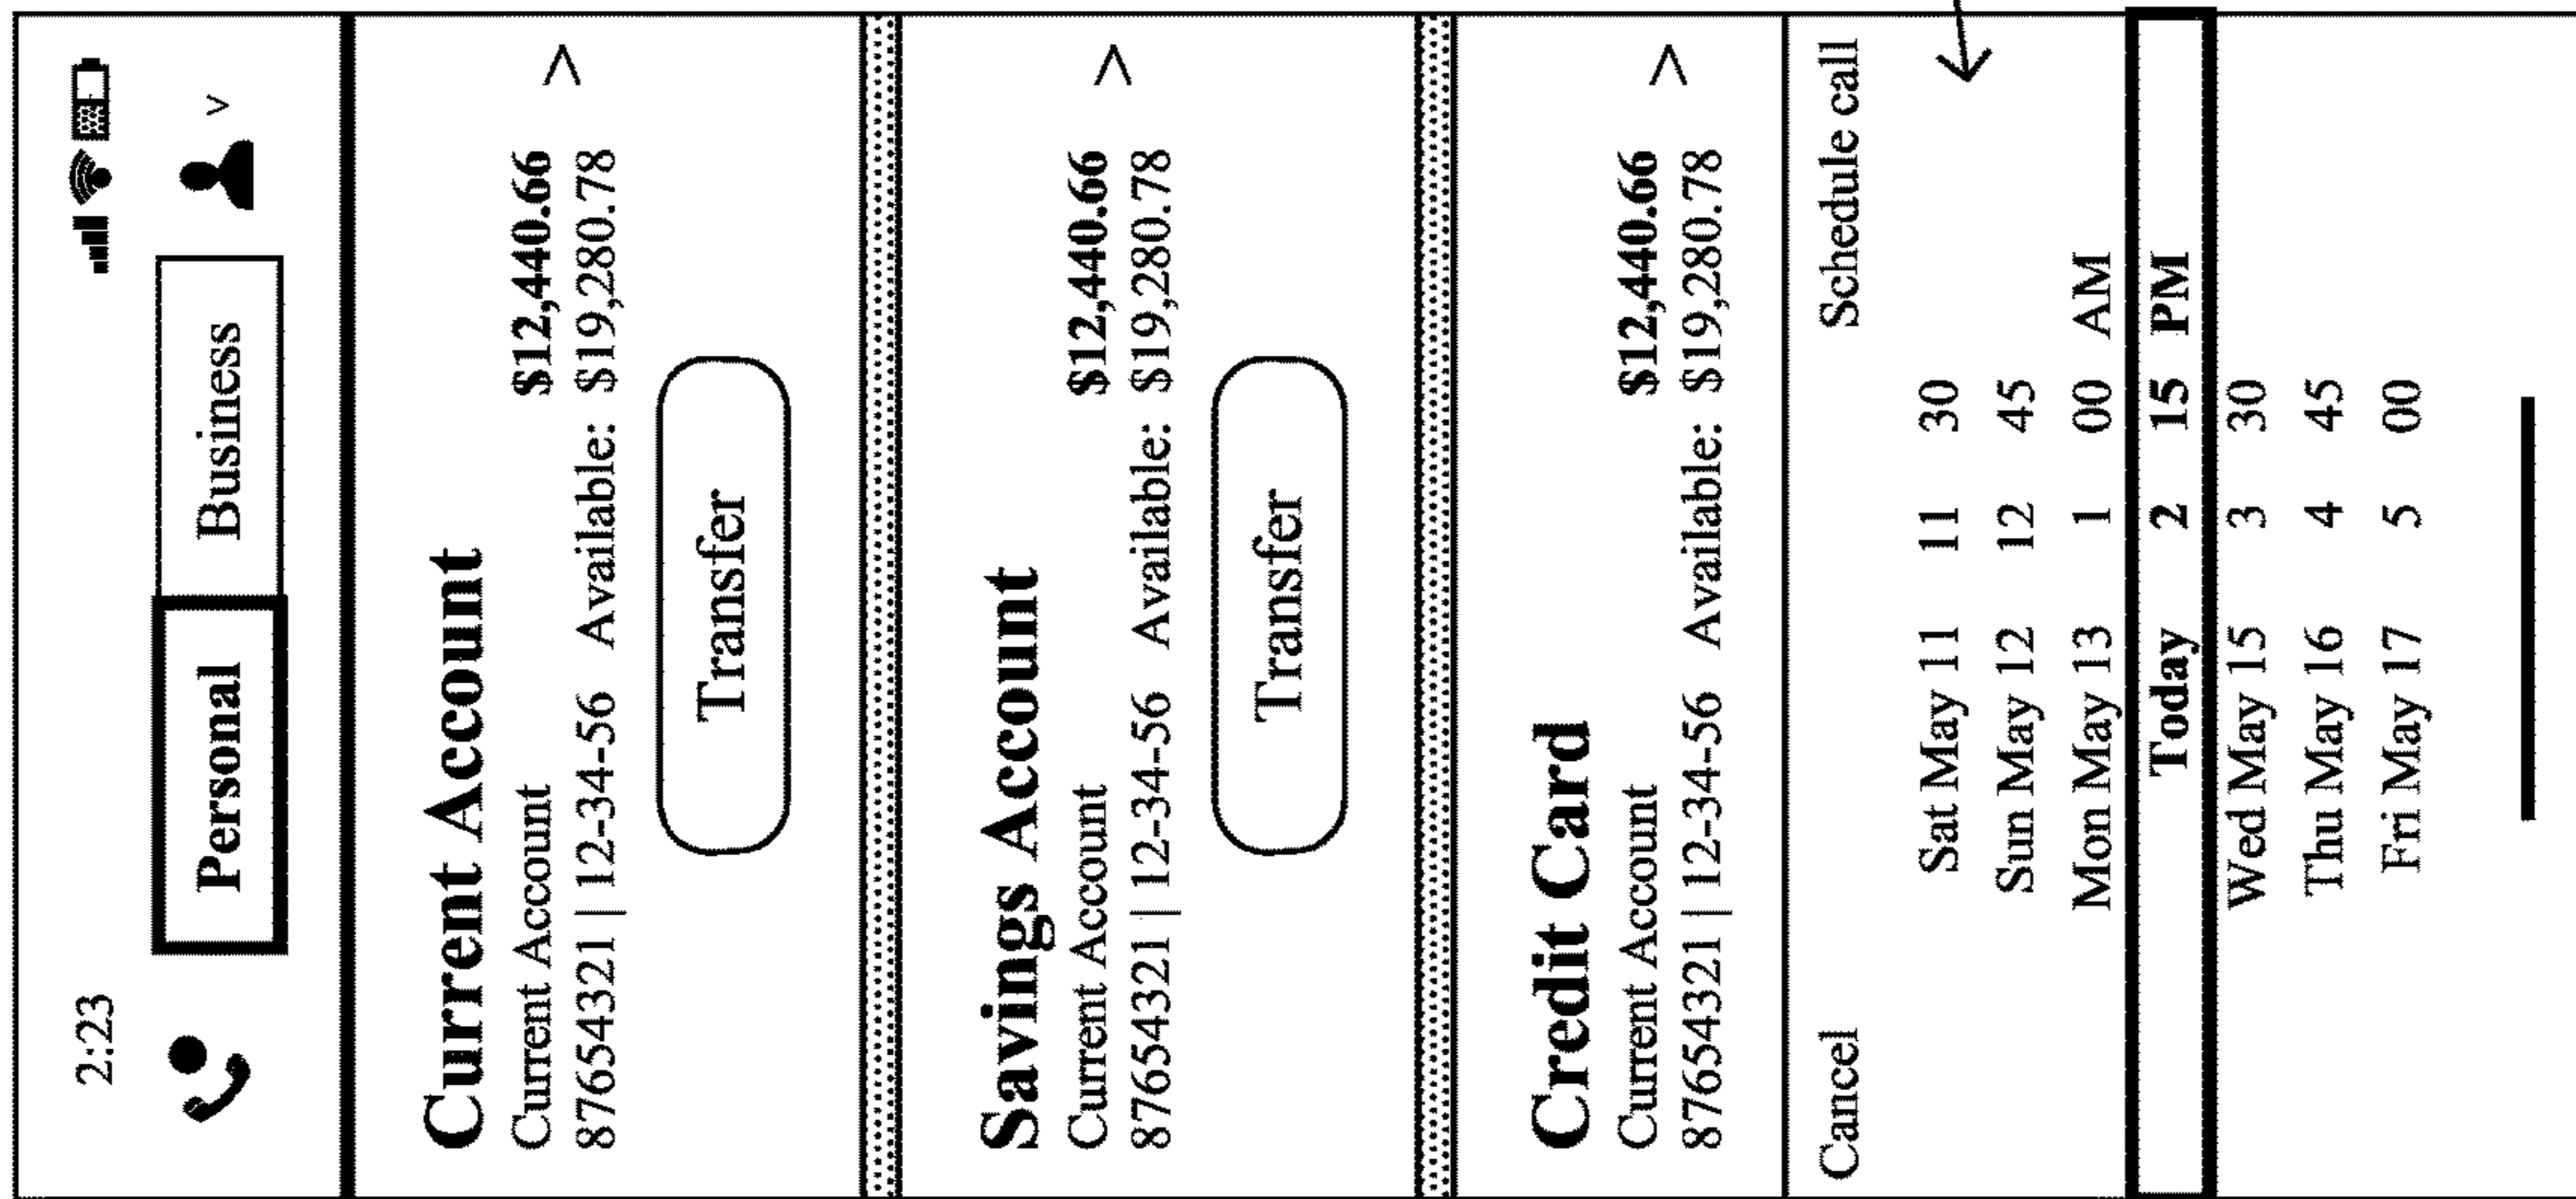 2:23
Personal Business v
Current Account
Current Account $12,440.66 >
87654321 | 12-34-56 Available: $19,280.78
Transfer
Savings Account
Current Account $12,440.66 >
87654321 | 12-34-56 Available: $19,280.78
Transfer
Credit Card
Current Account $12,440.66 >
87654321 | 12-34-56 Available: $19,280.78
Cancel Schedule call
Sat May 11 11 30
Sun May 12 12 45
Mon May 13 1 00 AM
Today 2 15 PM
Wed May 15 3 30
Thu May 16 4 45
Fri May 17 5 00